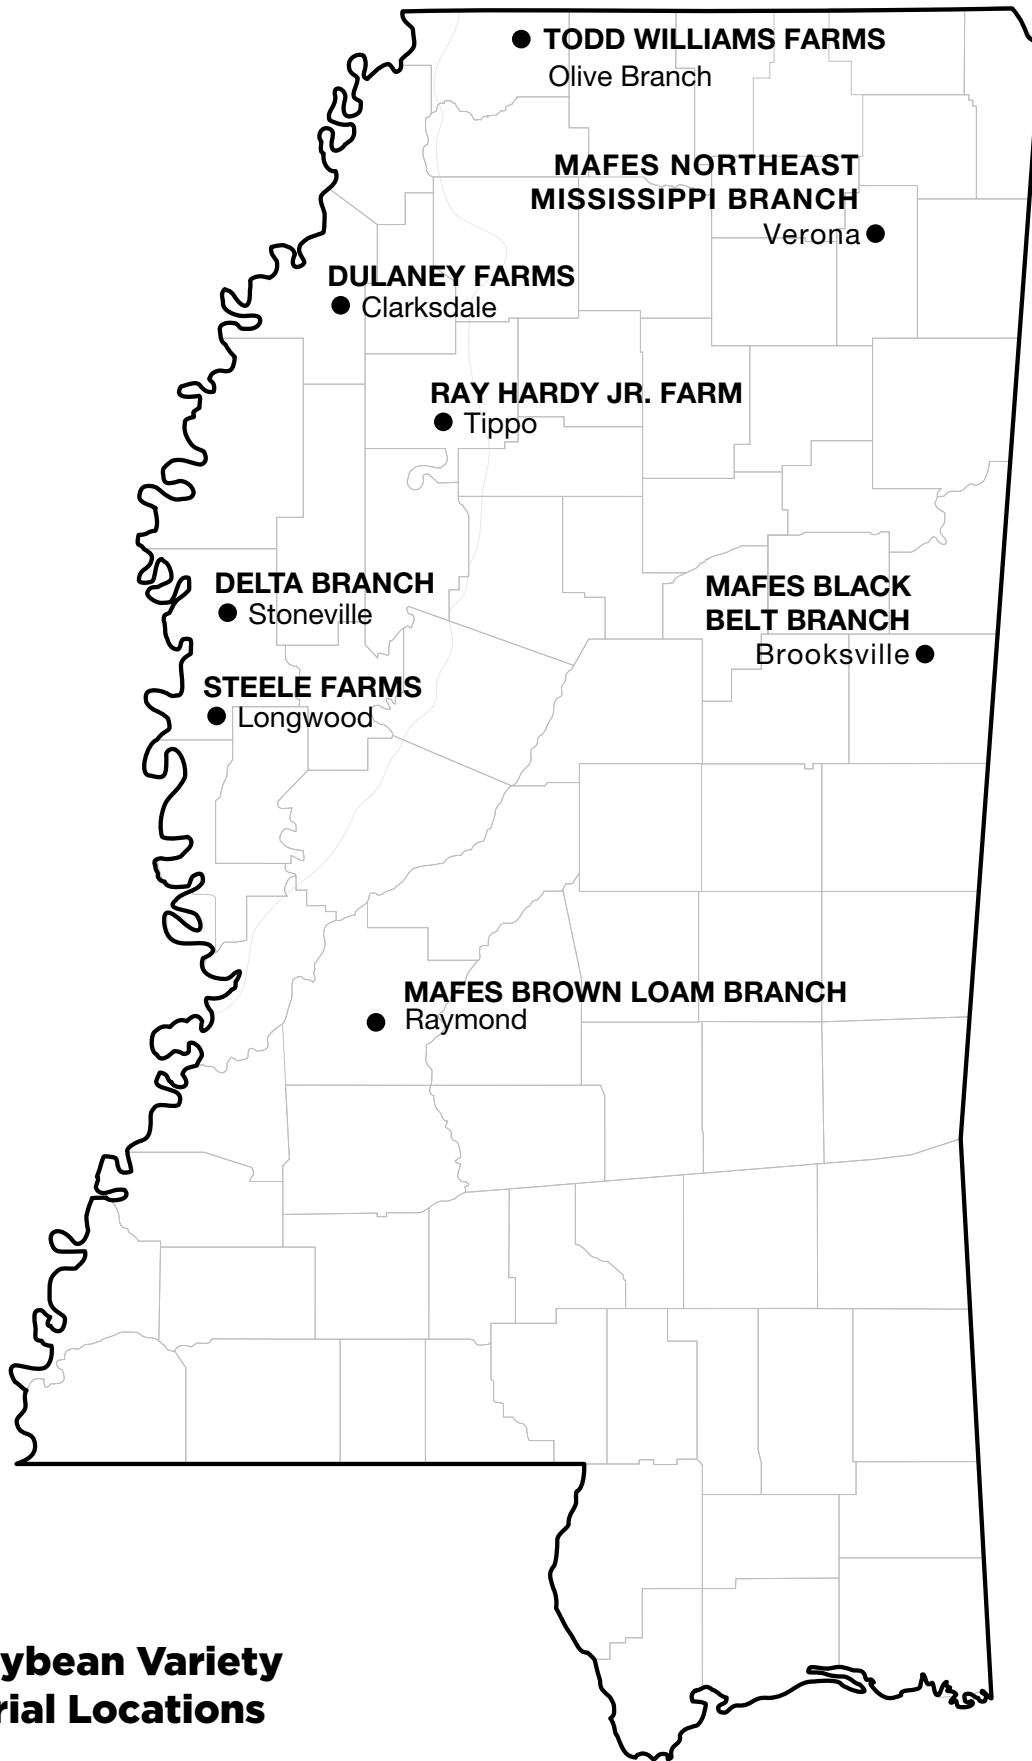 TODD WILLIAMS FARMS
Olive Branch
MAFES NORTHEAST
MISSISSIPPI BRANCH
Verona
DULANEY FARMS
Clarksdale
RAY HARDY JR. FARM
Tippo
DELTA BRANCH
Stoneville
MAFES BLACK
BELT BRANCH
Brooksville
STEELE FARMS
Longwood
MAFES BROWN LOAM BRANCH
Raymond
ybean Variety
rial Locations